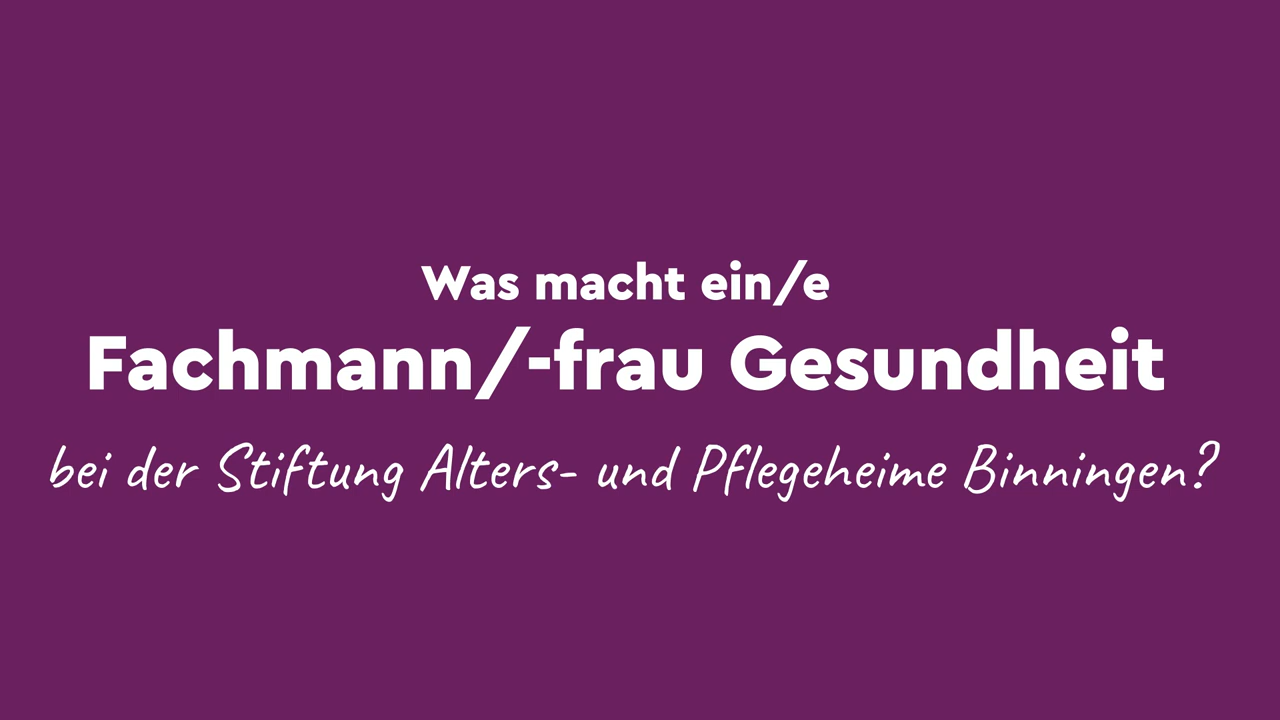 Was macht ein/e
Fachmann/-frau Gesundheit
bei der Stiftung Alters- und Pflegeheime Binningen?